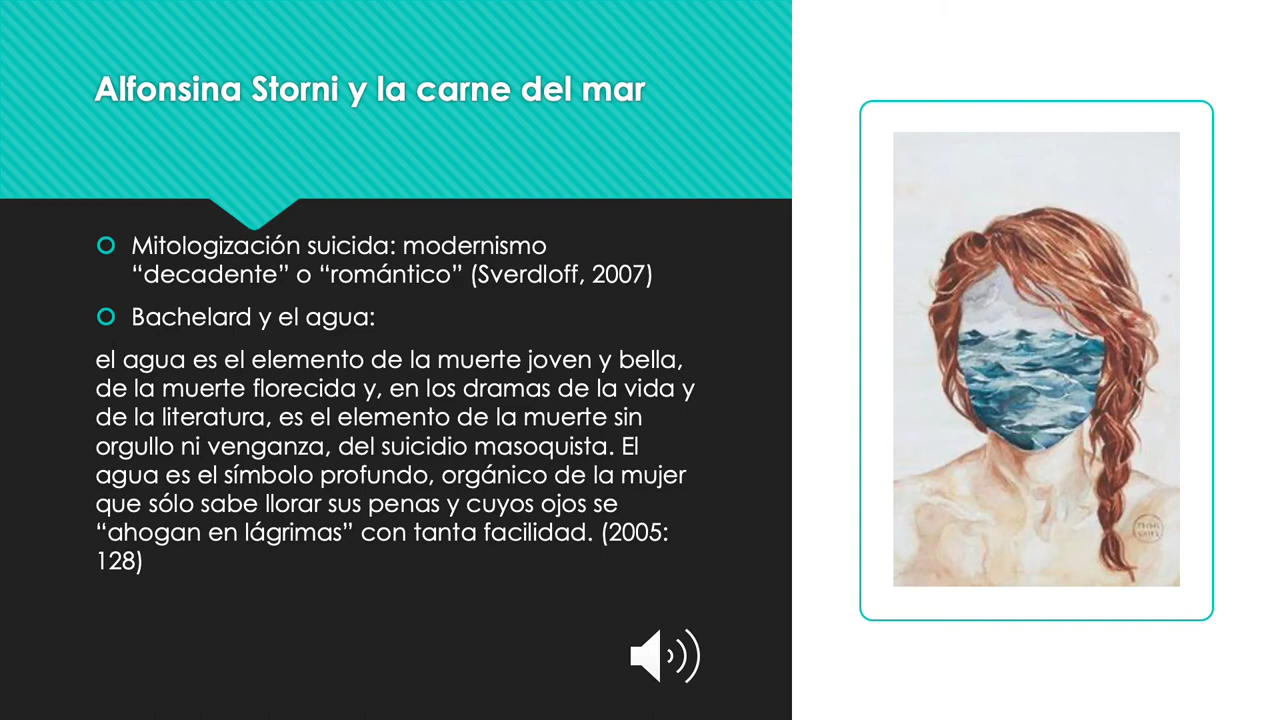 Alfonsina Storni y la carne del mar
Mitologización suicida: modernismo
“decadente” o “romántico” (Sverdloff, 2007)
Bachelard y el agua:
el agua es el elemento de la muerte joven y bella,
de la muerte florecida y, en los dramas de la vida y
de la literatura, es el elemento de la muerte sin
orgullo ni venganza, del suicidio masoquista. El
agua es el símbolo profundo, orgánico de la mujer
que sólo sabe llorar sus penas y cuyos ojos se
“ahogan en lágrimas” con tanta facilidad. (2005:
128)